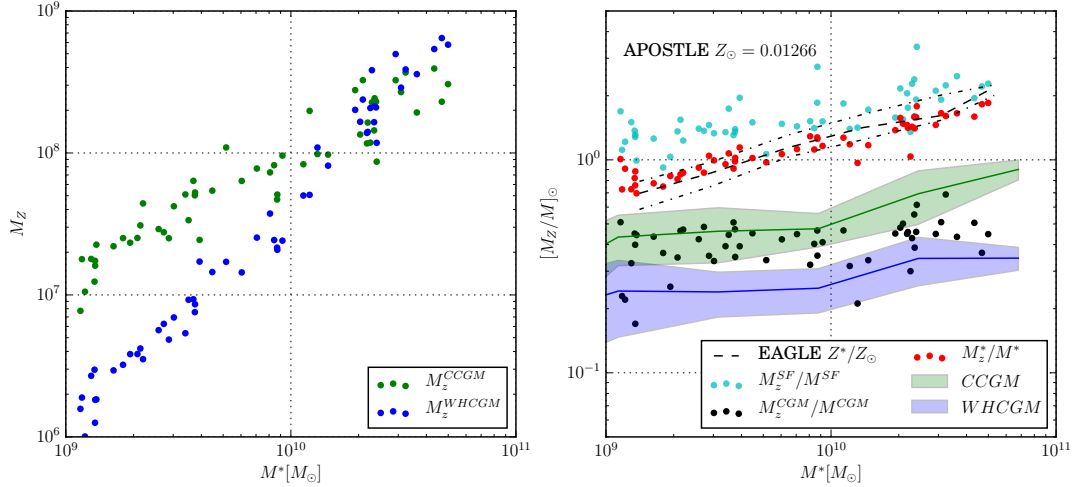 10^9
10^8
10^7
10^6
M_Z
10^9
10^10
10^11
M^*[M_⊙]
M_z^{CCGM}
M_z^{WHCGM}
APOSTLE Z_⊙ = 0.01266
10^0
10^{-1}
[M_Z/M]_⊙
EAGLE Z^*/Z_⊙
M_z^{SF}/M^{SF}
M_z^{CGM}/M^{CGM}
M_z^*/M^*
CCGM
WHCGM
10^9
10^10
10^11
M^*[M_⊙]